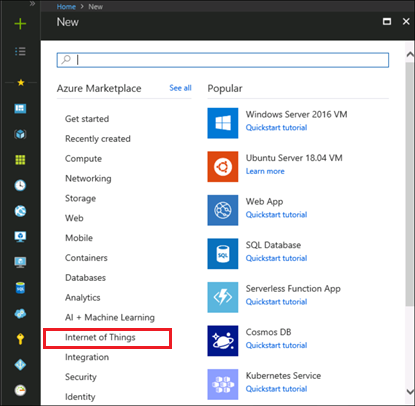 Home > New
New
Azure Marketplace
See all
Get started
Recently created
Compute
Networking
Storage
Web
Mobile
Containers
Databases
Analytics
AI + Machine Learning
Internet of Things
Integration
Security
Identity
Popular
Windows Server 2016 VM
Quickstart tutorial
Ubuntu Server 18.04 VM
Learn more
Web App
Quickstart tutorial
SQL Database
Quickstart tutorial
SQL
Serverless Function App
Quickstart tutorial
Cosmos DB
Quickstart tutorial
Kubernetes Service
Quickstart tutorial